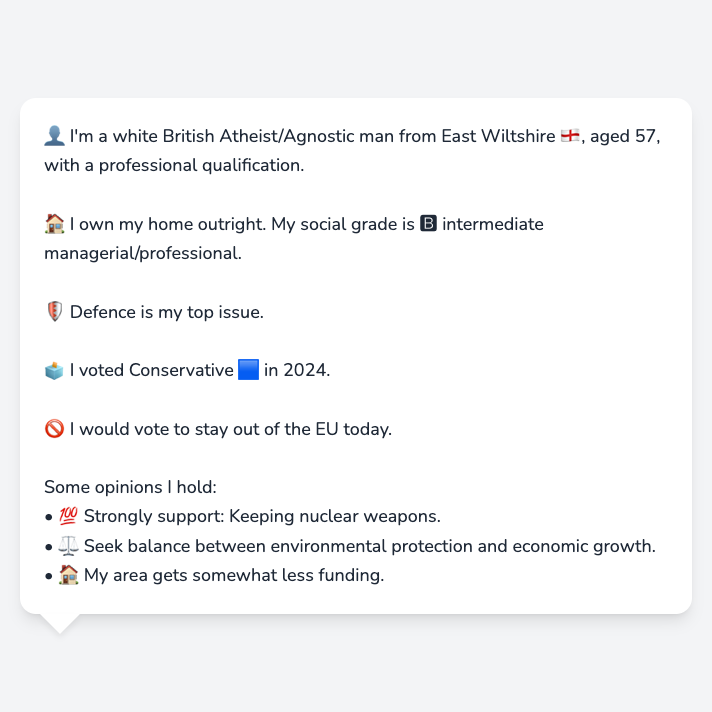 👤 I'm a white British Atheist/Agnostic man from East Wiltshire 🏴󠁧󠁢󠁥󠁮󠁧󠁿, aged 57,
with a professional qualification.
🏠 I own my home outright. My social grade is 🅱 intermediate
managerial/professional.
🛡️ Defence is my top issue.
🗳️ I voted Conservative 🟦 in 2024.
🚫 I would vote to stay out of the EU today.
Some opinions I hold:
• 💯 Strongly support: Keeping nuclear weapons.
• ⚖️ Seek balance between environmental protection and economic growth.
• 🏠 My area gets somewhat less funding.